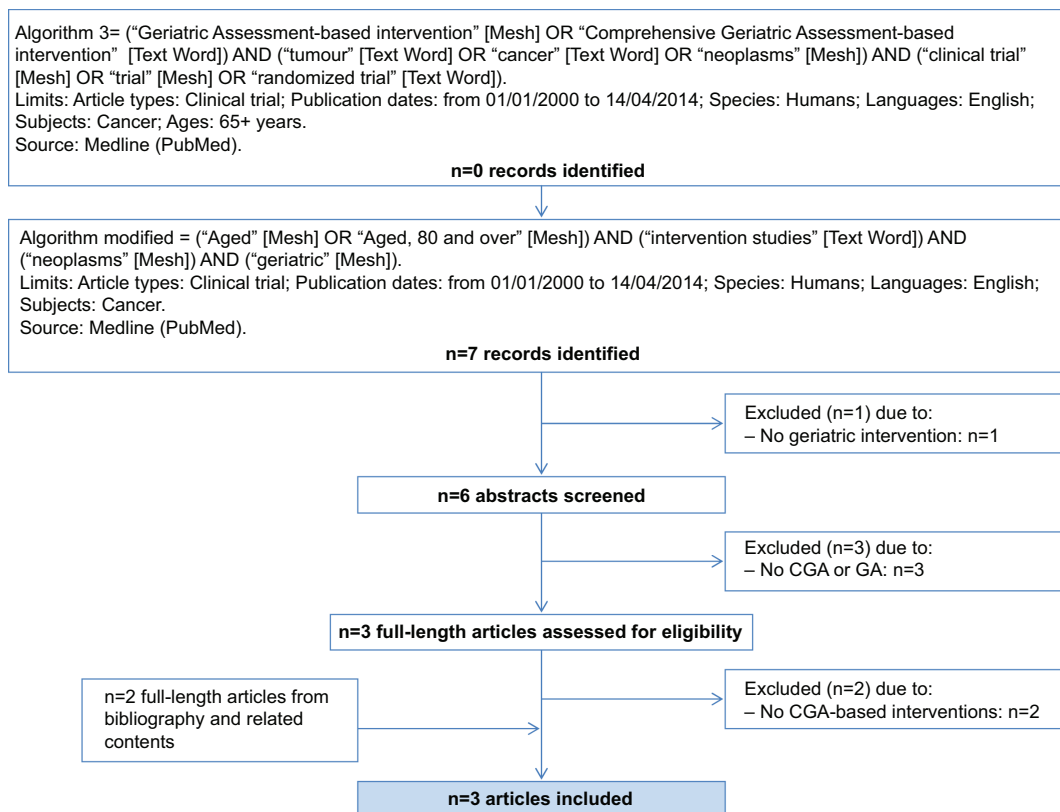 Algorithm 3= (“Geriatric Assessment-based intervention” [Mesh] OR “Comprehensive Geriatric Assessment-based
intervention”  [Text Word]) AND (“tumour” [Text Word] OR “cancer” [Text Word] OR “neoplasms” [Mesh]) AND (“clinical trial”
[Mesh] OR “trial” [Mesh] OR “randomized trial” [Text Word]).
Limits: Article types: Clinical trial; Publication dates: from 01/01/2000 to 14/04/2014; Species: Humans; Languages: English;
Subjects: Cancer; Ages: 65+ years.
Source: Medline (PubMed).
n=0 records identified
Algorithm modified = (“Aged” [Mesh] OR “Aged, 80 and over” [Mesh]) AND (“intervention studies” [Text Word]) AND
(“neoplasms” [Mesh]) AND (“geriatric” [Mesh]).
Limits: Article types: Clinical trial; Publication dates: from 01/01/2000 to 14/04/2014; Species: Humans; Languages: English;
Subjects: Cancer.
Source: Medline (PubMed).
n=7 records identified
Excluded (n=1) due to:
– No geriatric intervention: n=1
n=6 abstracts screened
Excluded (n=3) due to:
– No CGA or GA: n=3
n=3 full-length articles assessed for eligibility
n=2 full-length articles from
bibliography and related
contents
Excluded (n=2) due to:
– No CGA-based interventions: n=2
n=3 articles included